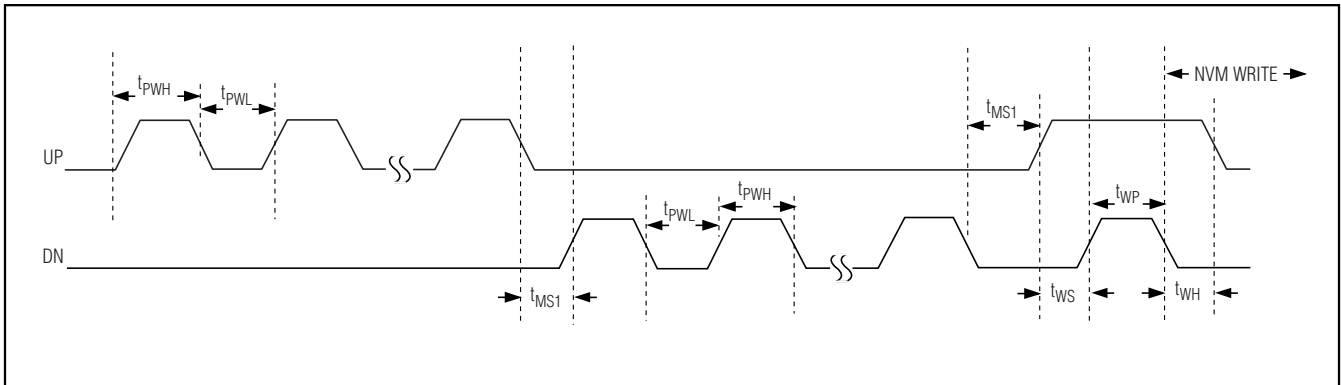 NVM WRITE
tPWH
tPWL
tMS1
UP
tPWL
tPWH
tWP
DN
tMS1
tWS
tWH